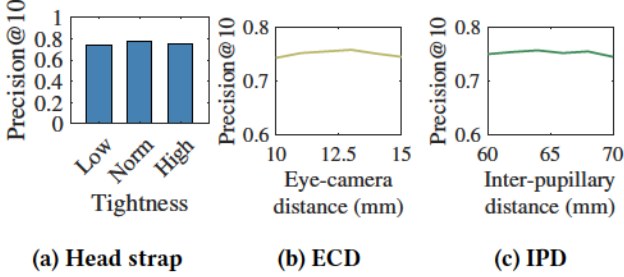 Precision@10
1
0.8
0.6
0.4
0.2
0
Low
Norm
High
Tightness
(a) Head strap
Precision@10
0.8
0.7
0.6
10
12.5
15
Eye-camera
distance (mm)
(b) ECD
Precision@10
0.8
0.7
0.6
60
65
70
Inter-pupillary
distance (mm)
(c) IPD